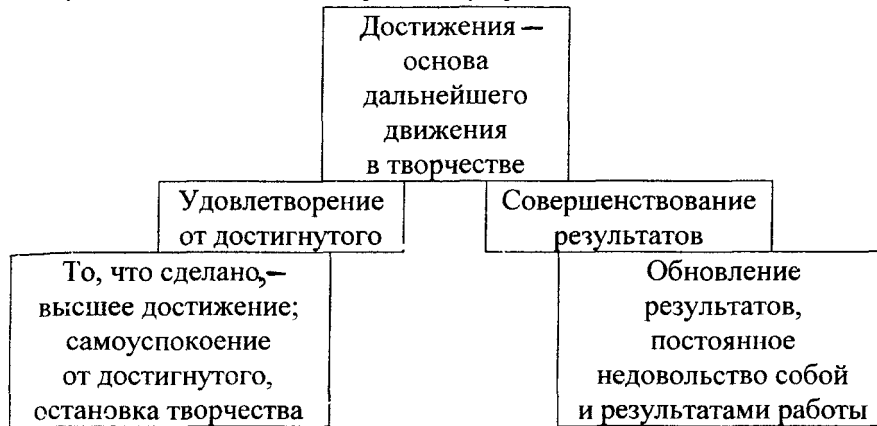 Достижения —
основа
дальнейшего
движения
в творчестве
Удовлетворение
от достигнутого
Совершенствование
результатов
То, что сделано,—
высшее достижение;
самоуспокоение
от достигнутого,
остановка творчества
Обновление
результатов,
постоянное
недовольство собой
и результатами работы